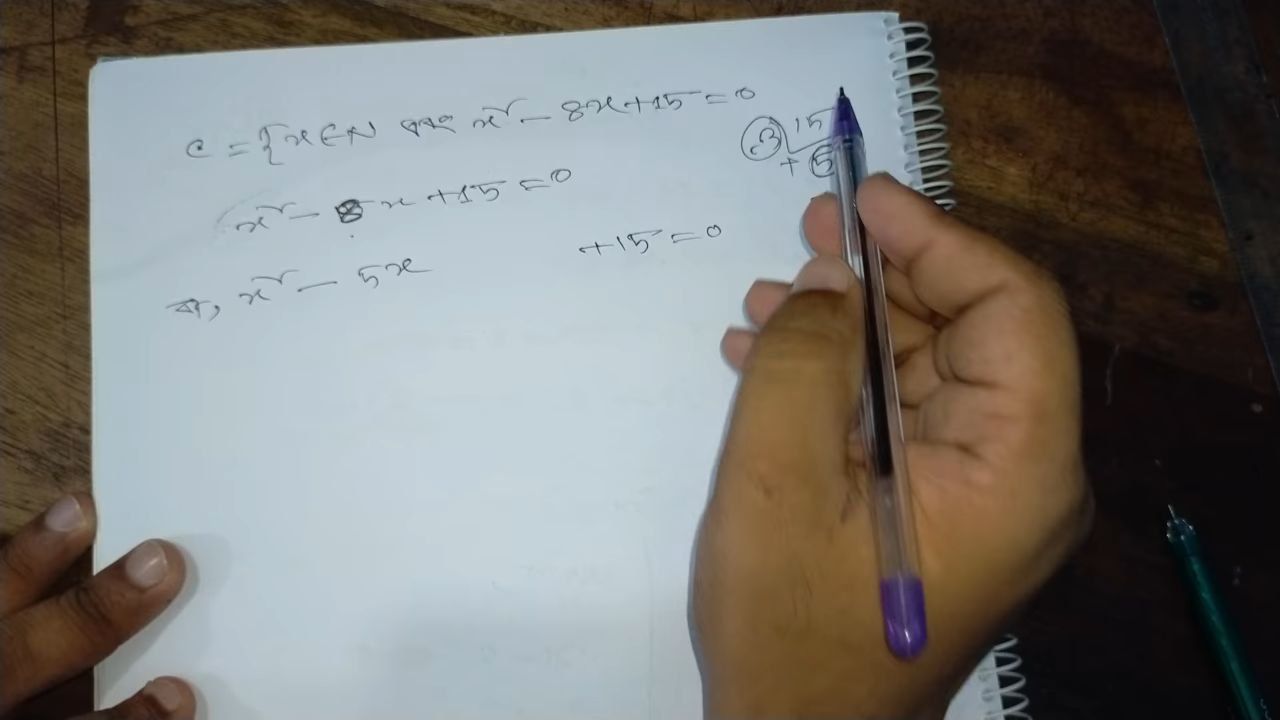 C = {x ∈ N এবং x² - 8x + 15 = 0
3 | 15
+ 5
x² - 8x + 15 = 0
বা, x² - 5x + 15 = 0